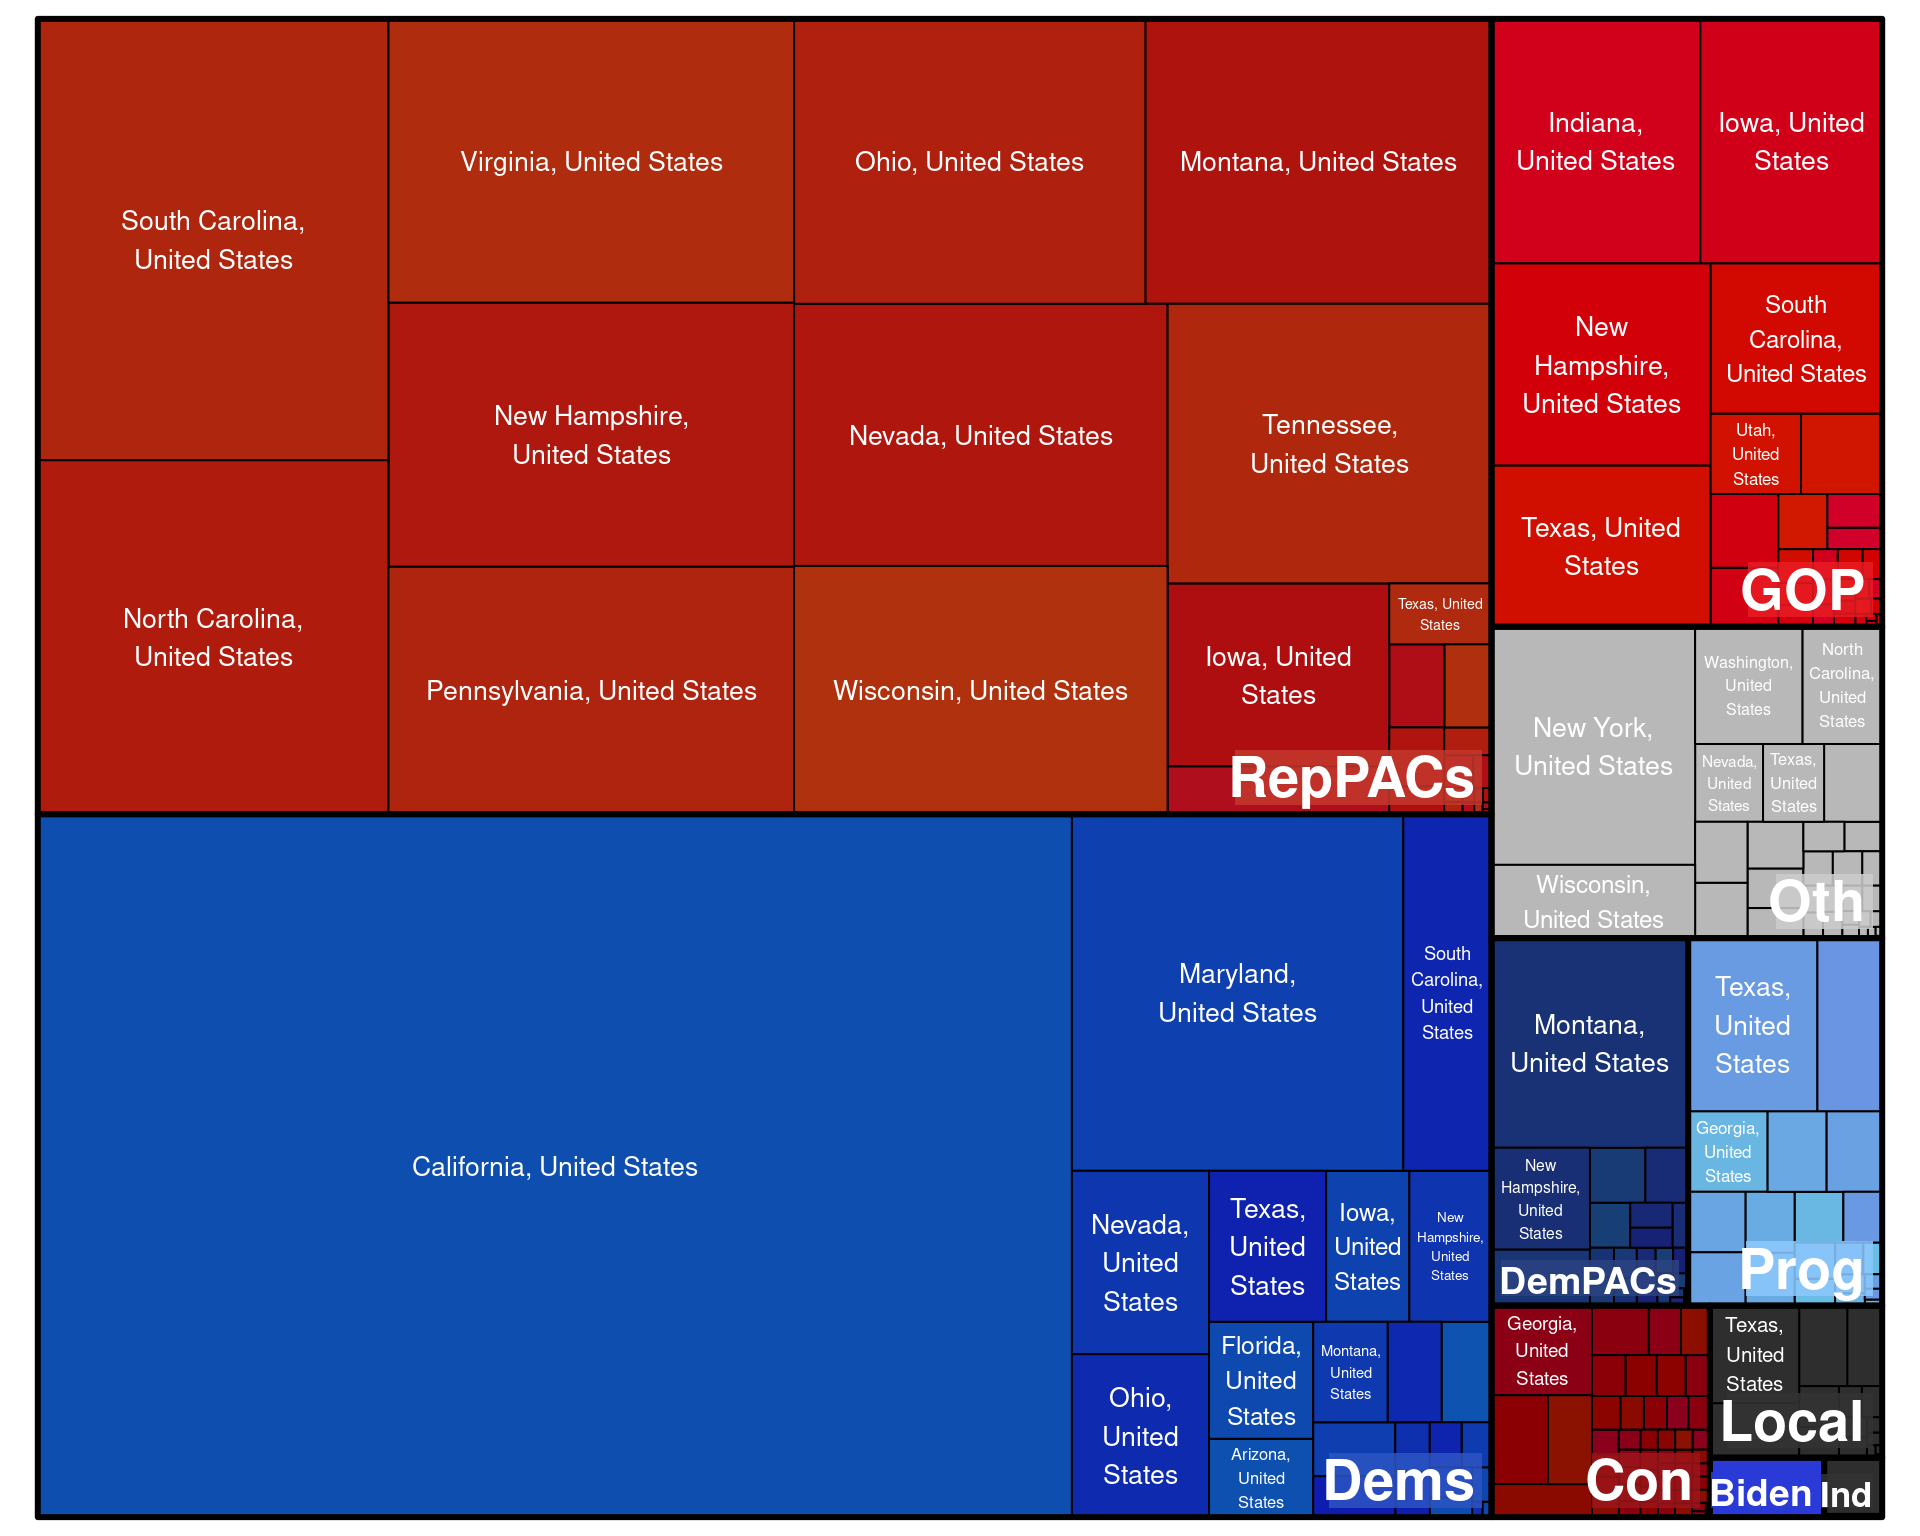 South Carolina,
United States
North Carolina,
United States
Virginia, United States
New Hampshire,
United States
Pennsylvania, United States
Ohio, United States
Montana, United States
Nevada, United States
Tennessee,
United States
Wisconsin, United States
Iowa, United
States
Texas, United
States
RepPACs
California, United States
Maryland,
United States
South
Carolina,
United
States
Nevada,
United
States
Ohio,
United
States
Texas,
United
States
Iowa,
United
States
New
Hampshire,
United
States
Florida,
United
States
Arizona,
United
States
Montana,
United
States
Dems
Indiana,
United States
Iowa, United
States
New
Hampshire,
United States
South
Carolina,
United States
Utah,
United
States
Texas, United
States
GOP
New York,
United States
Wisconsin,
United States
Washington,
United
States
North
Carolina,
United
States
Nevada,
United
States
Texas,
United
States
Oth
Montana,
United States
New
Hampshire,
United
States
DemPACs
Texas,
United
States
Georgia,
United
States
Prog
Georgia,
United
States
Con
Texas,
United
States
Local
Biden
Ind